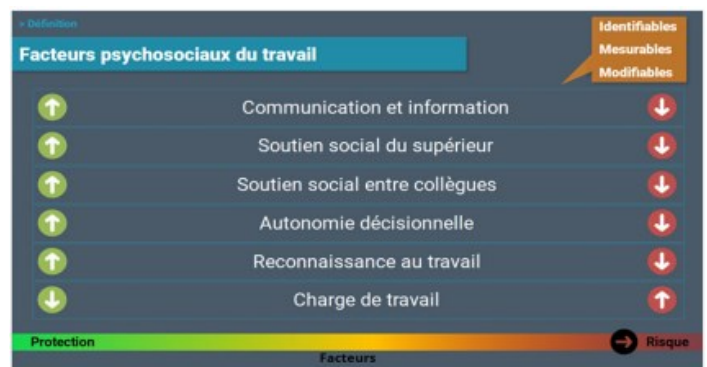 » Définition
Identifiables
Mesurables
Modifiables
Facteurs psychosociaux du travail
Communication et information
Soutien social du supérieur
Soutien social entre collègues
Autonomie décisionnelle
Reconnaissance au travail
Charge de travail
Protection
Risque
Facteurs